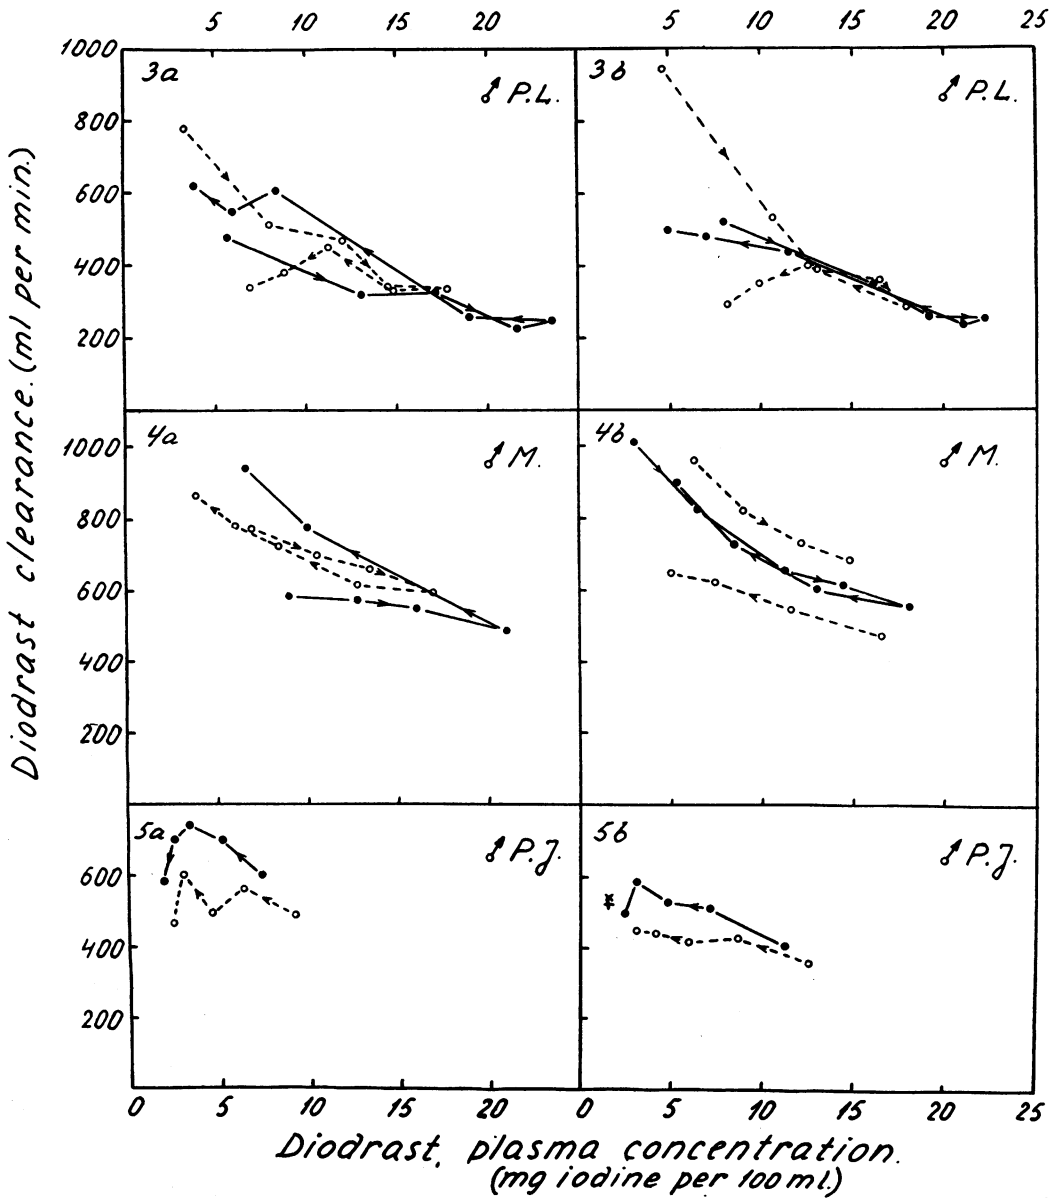 5 10 15 20 5 10 15 20 25
1000
3a ♂ P.L. 3b ♂ P.L.
800
600
400
200
4a ♂ M. 4b ♂ M.
1000
800
600
400
200
5a ♂ P.J. 5b ♂ P.J.
600
400
200
0 5 10 15 20 0 5 10 15 20 25
Diodrast clearance. (ml per min.)
Diodrast, plasma concentration.
(mg iodine per 100 ml.)